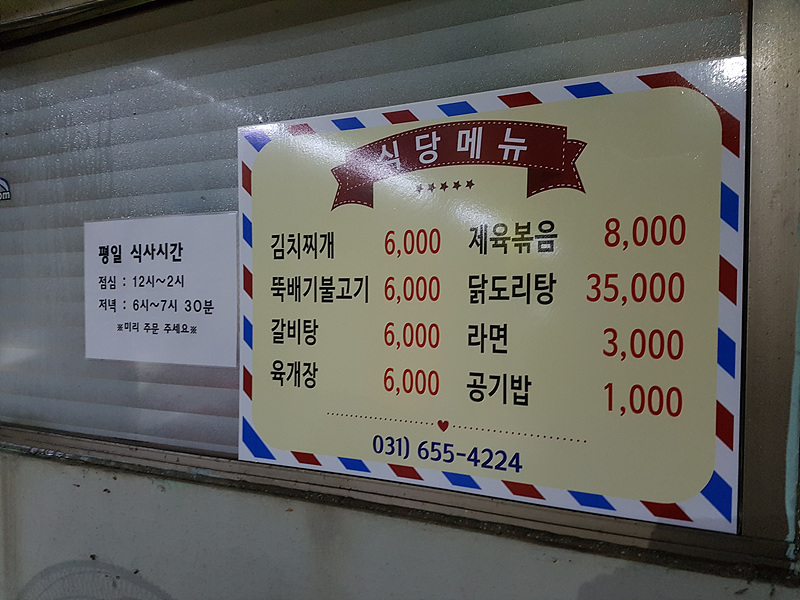 평일 식사시간
점심 : 12시~2시
저녁 : 6시~7시 30분
※미리 주문 주세요※
식당메뉴
김치찌개 6,000
뚝배기불고기 6,000
갈비탕 6,000
육개장 6,000
제육볶음 8,000
닭도리탕 35,000
라면 3,000
공기밥 1,000
031) 655-4224